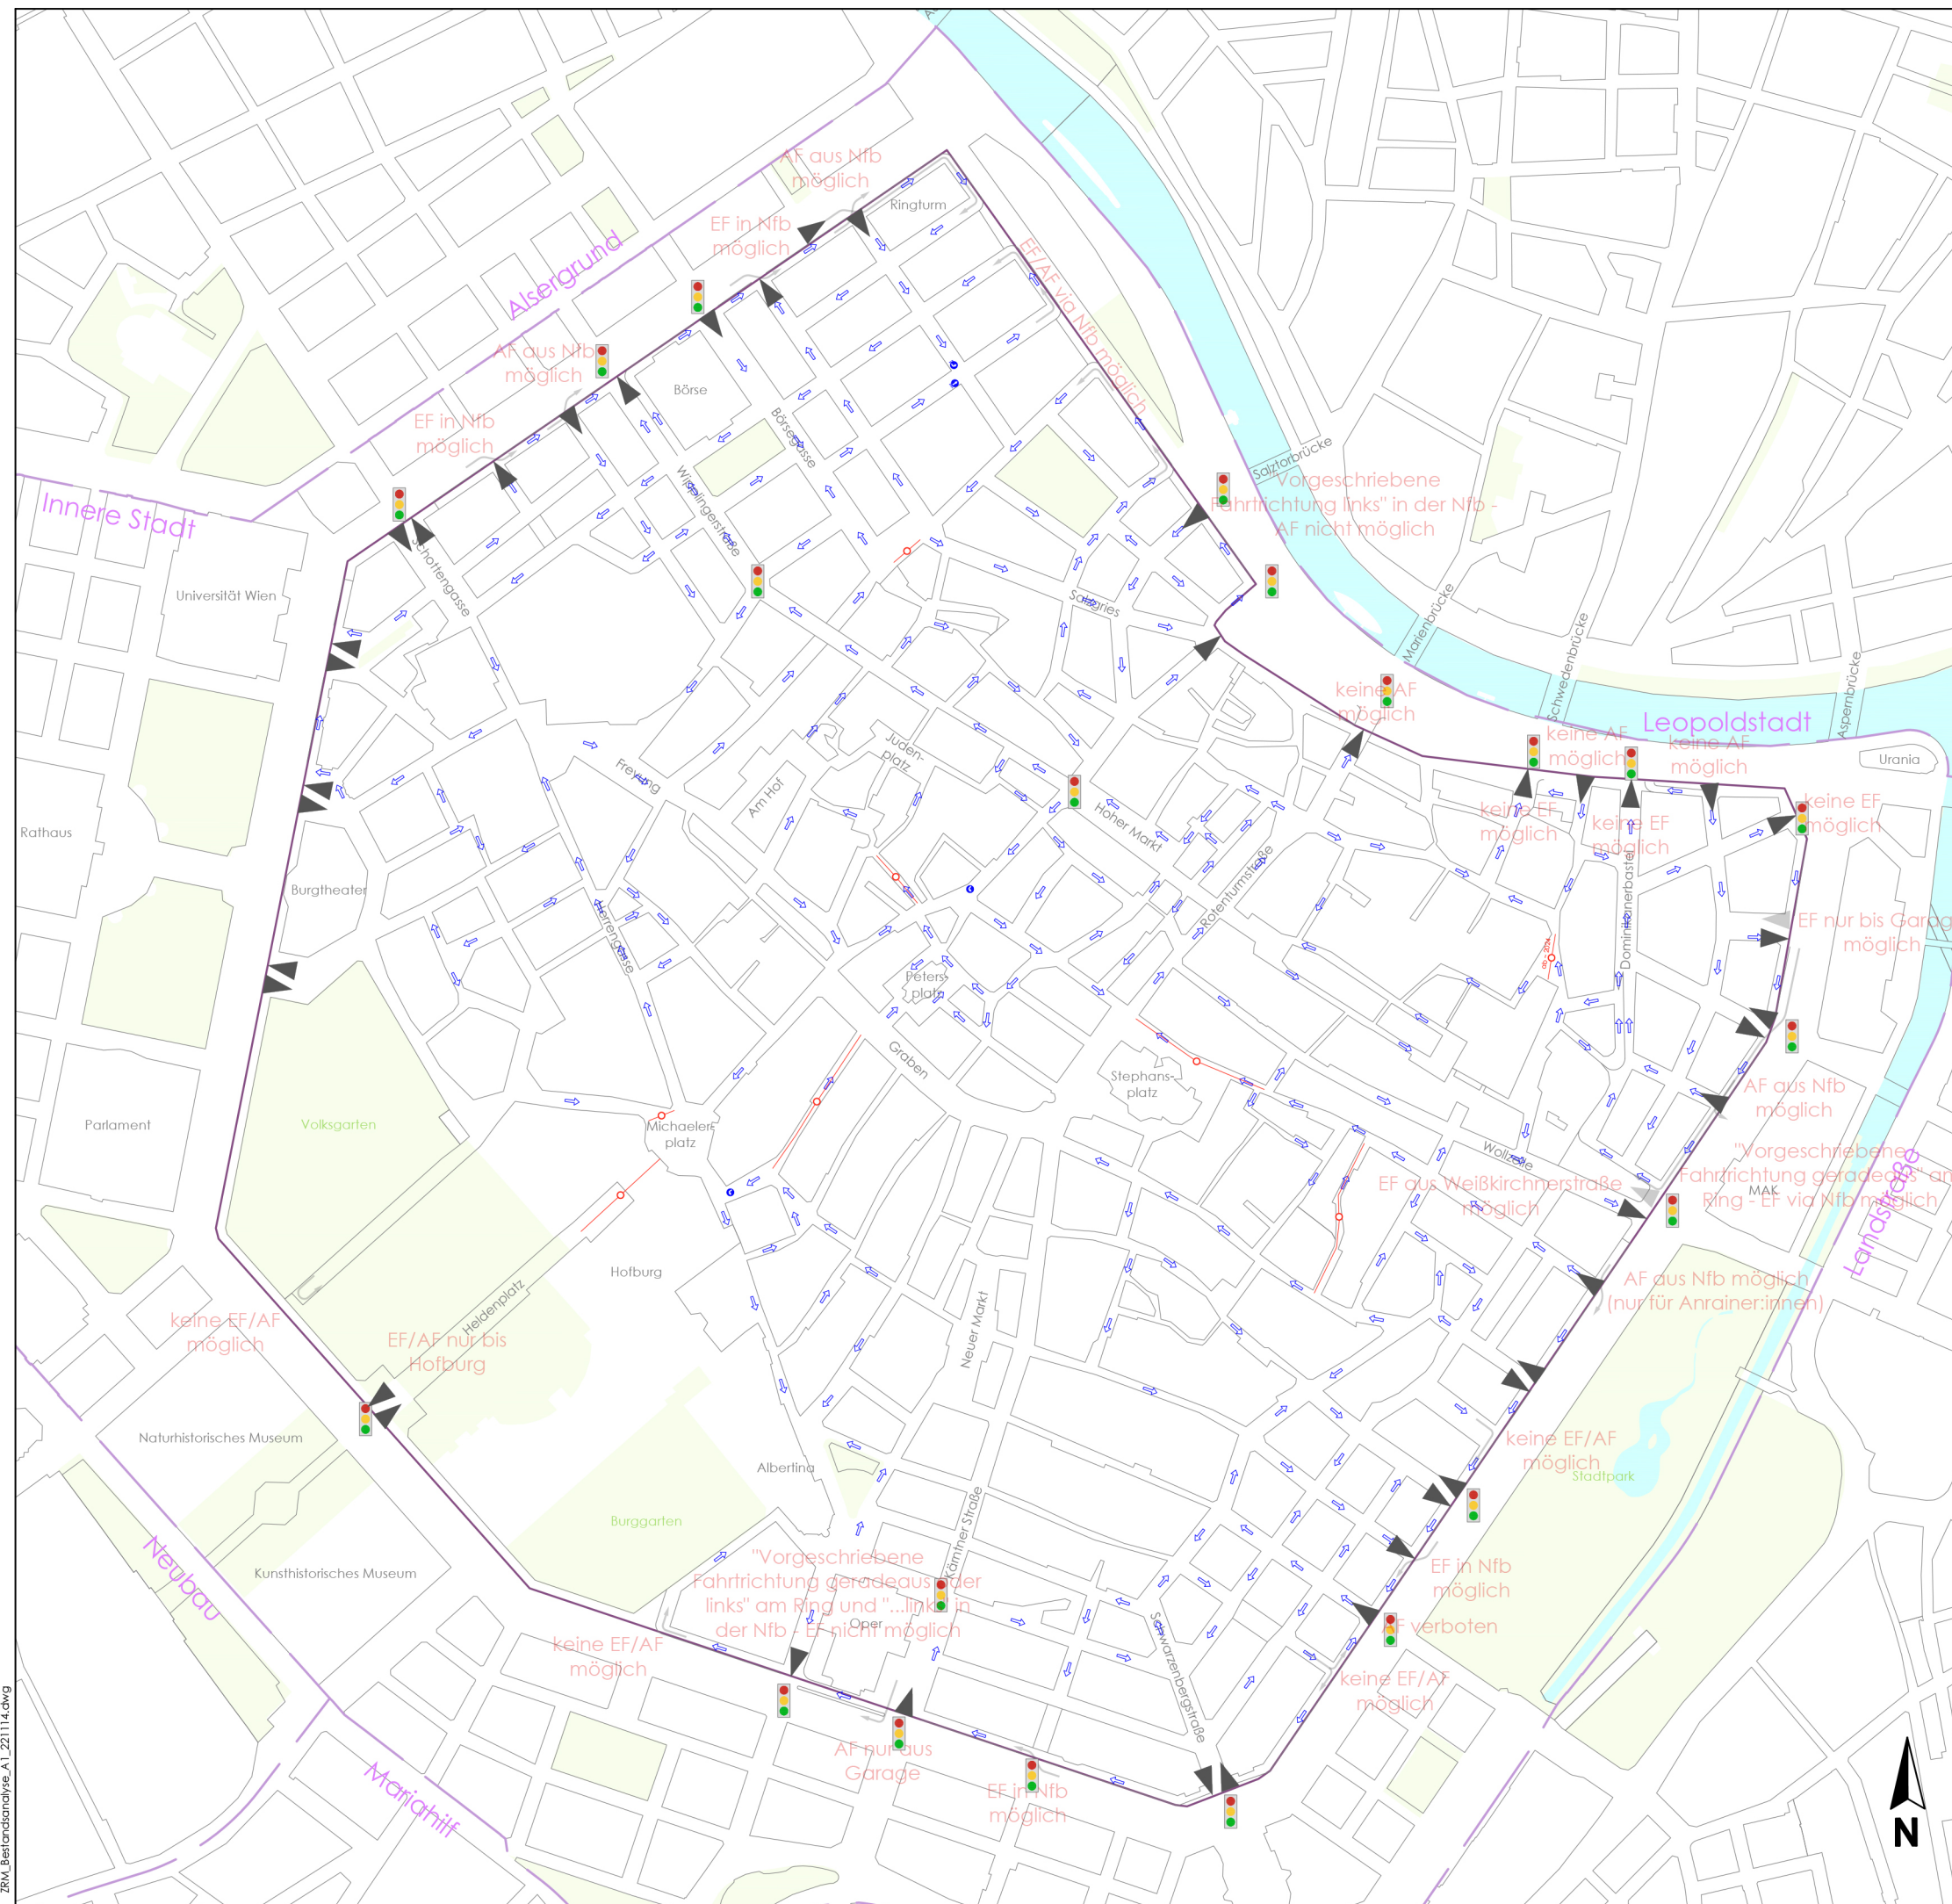 AF aus Nfb
möglich
Ringturm
EF in Nfb
möglich
Alsergrund
EF/AF via Nfb möglich
AF aus Nfb
möglich
Börse
EF in Nfb
möglich
Börsegasse
Wipplingerstraße
Salztorbrücke
Vorgeschriebene
Fahrtrichtung links" in der Nfb -
AF nicht möglich
Innere Stadt
Schottengasse
Universität Wien
Salzgries
Marienbrücke
Schwedenbrücke
Aspernbrücke
keine AF
möglich
Leopoldstadt
keine AF
möglich
keine AF
möglich
Urania
Juden-
platz
Freyung
Am Hof
Hoher Markt
keine EF
möglich
keine EF
möglich
keine EF
möglich
Rathaus
Burgtheater
Herrengasse
Rotenturmstraße
Dominikanerbastei
EF nur bis Garag
möglich
Peters-
platz
Graben
Stephans-
platz
AF aus Nfb
möglich
Parlament
Volksgarten
Michaeler-
platz
Wollzeile
"Vorgeschriebene
Fahrtrichtung geradeaus" an
Ring - EF via Nfb möglich
MAK
EF aus Weißkirchnerstraße
möglich
Landstraße
Hofburg
Heldenplatz
Neuer Markt
AF aus Nfb möglich
(nur für Anrainer:innen)
keine EF/AF
möglich
EF/AF nur bis
Hofburg
Naturhistorisches Museum
Albertina
keine EF/AF
möglich
Stadtpark
Burggarten
Kärntner Straße
Neubau
Kunsthistorisches Museum
"Vorgeschriebene
Fahrtrichtung geradeaus oder
links" am Ring und "...links" in
der Nfb - EF nicht möglich
Oper
EF in Nfb
möglich
AF verboten
Schwarzenbergstraße
keine EF/AF
möglich
keine EF/AF
möglich
AF nur aus
Garage
EF in Nfb
möglich
Mariahilf
N
ZRM_Bestandsanalyse_A1_221114.dwg